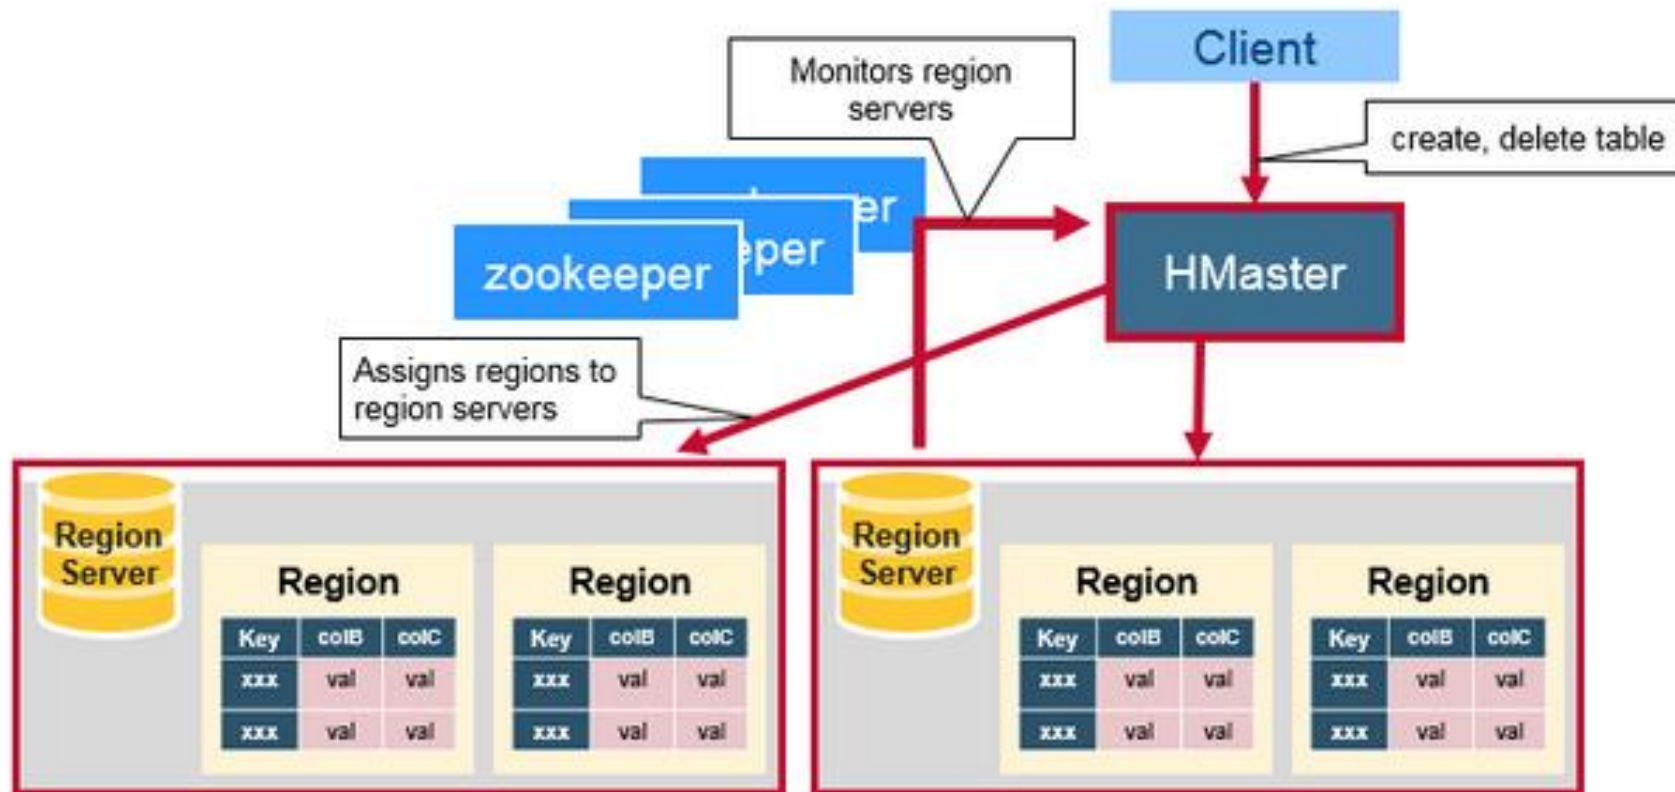 Client
Monitors region
servers
create, delete table
er
eper
zookeeper
HMaster
Assigns regions to
region servers
Region
Server
Region
Key colB colC
xxx val val
xxx val val
Region
Key colB colC
xxx val val
xxx val val
Region
Server
Region
Key colB colC
xxx val val
xxx val val
Region
Key colB colC
xxx val val
xxx val val